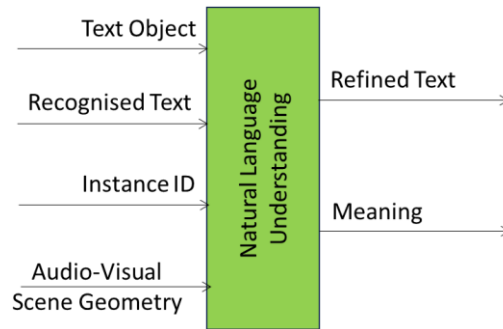 Text Object
Recognised Text
Instance ID
Audio-Visual
Scene Geometry
Natural Language
Understanding
Refined Text
Meaning